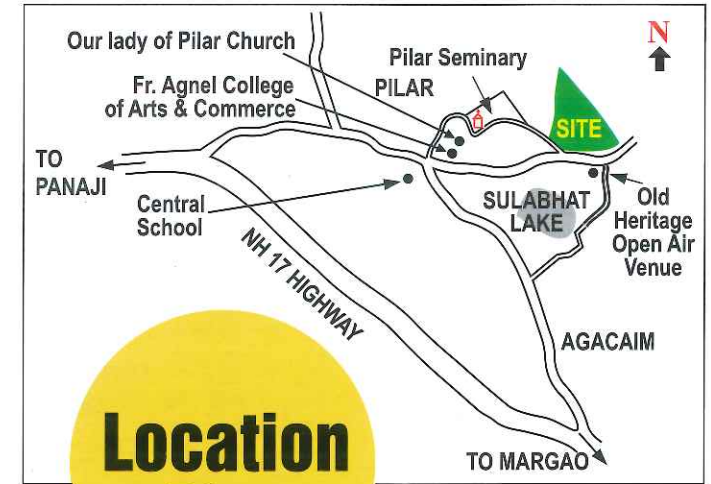 Our lady of Pilar Church
N
Pilar Seminary
PILAR
Fr. Agnel College
of Arts & Commerce
SITE
TO
PANAJI
Central
School
SULABHAT
LAKE
Old
Heritage
Open Air
Venue
NH 17 HIGHWAY
AGACAIM
Location
TO MARGAO